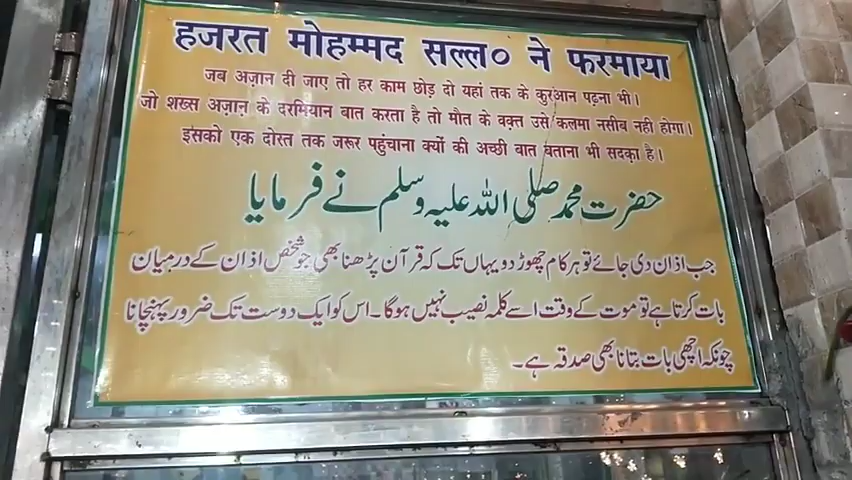 हजरत मोहम्मद सल्ल० ने फरमाया
जब अज़ान दी जाए तो हर काम छोड़ दो यहां तक के कुरआन पढ़ना भी।
जो शख्स अज़ान के दरमियान बात करता है तो मौत के वक़्त उसे कलमा नसीब नही होगा।
इसको एक दोस्त तक जरूर पहुंचाना क्यों की अच्छी बात बताना भी सदक़ा है।
حضرت محمد صلی اللہ علیہ وسلم نے فرمایا
جب اذان دی جائے تو ہر کام چھوڑ دو یہاں تک کہ قرآن پڑھنا بھی جو شخص اذان کے درمیان
بات کرتا ہے تو موت کے وقت اسے کلمہ نصیب نہیں ہوگا۔ اس کو ایک دوست تک ضرور پہنچانا
چونکہ اچھی بات بتانا بھی صدقہ ہے۔